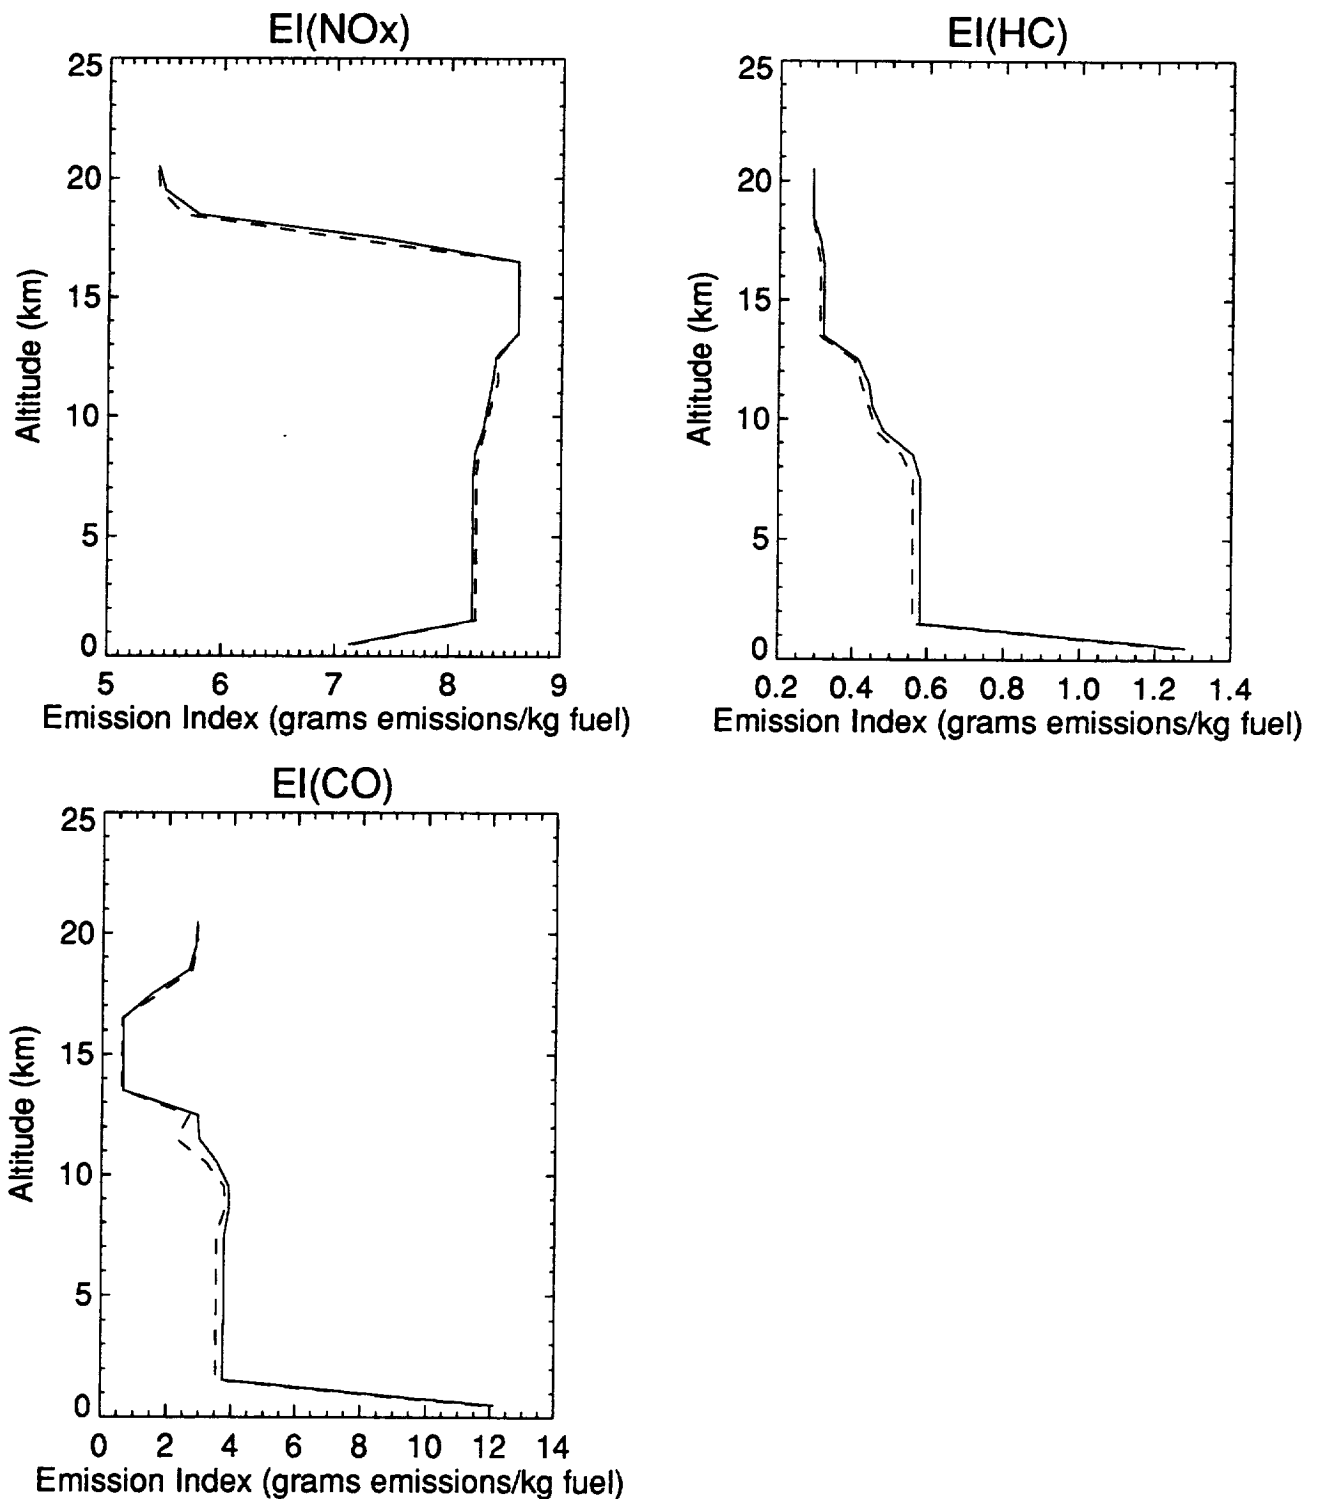 EI(NOx)
25
20
15
10
5
0
Altitude (km)
5 6 7 8 9
Emission Index (grams emissions/kg fuel)
EI(HC)
25
20
15
10
5
0
Altitude (km)
0.2 0.4 0.6 0.8 1.0 1.2 1.4
Emission Index (grams emissions/kg fuel)
EI(CO)
25
20
15
10
5
0
Altitude (km)
0 2 4 6 8 10 12 14
Emission Index (grams emissions/kg fuel)